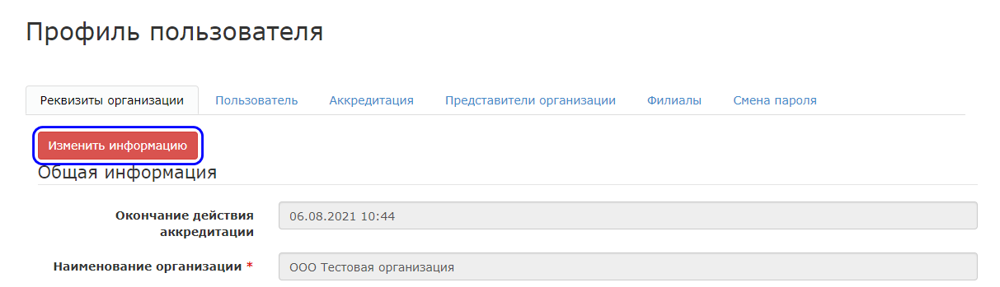 Профиль пользователя
Реквизиты организации Пользователь Аккредитация Представители организации Филиалы Смена пароля
Изменить информацию
Общая информация
Окончание действия аккредитации 06.08.2021 10:44
Наименование организации * ООО Тестовая организация